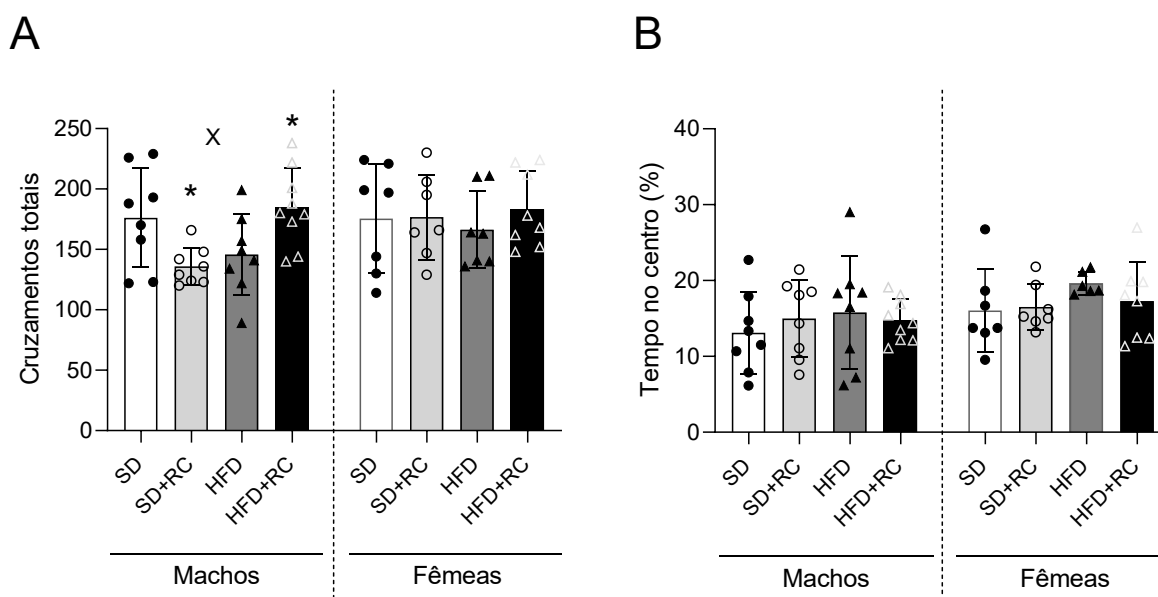 A
Cruzamentos totais
250
200
150
100
50
0
*
X
*
SD
SD+RC
HFD
HFD+RC
SD
SD+RC
HFD
HFD+RC
Machos
Fêmeas
B
Tempo no centro (%)
40
30
20
10
0
SD
SD+RC
HFD
HFD+RC
SD
SD+RC
HFD
HFD+RC
Machos
Fêmeas